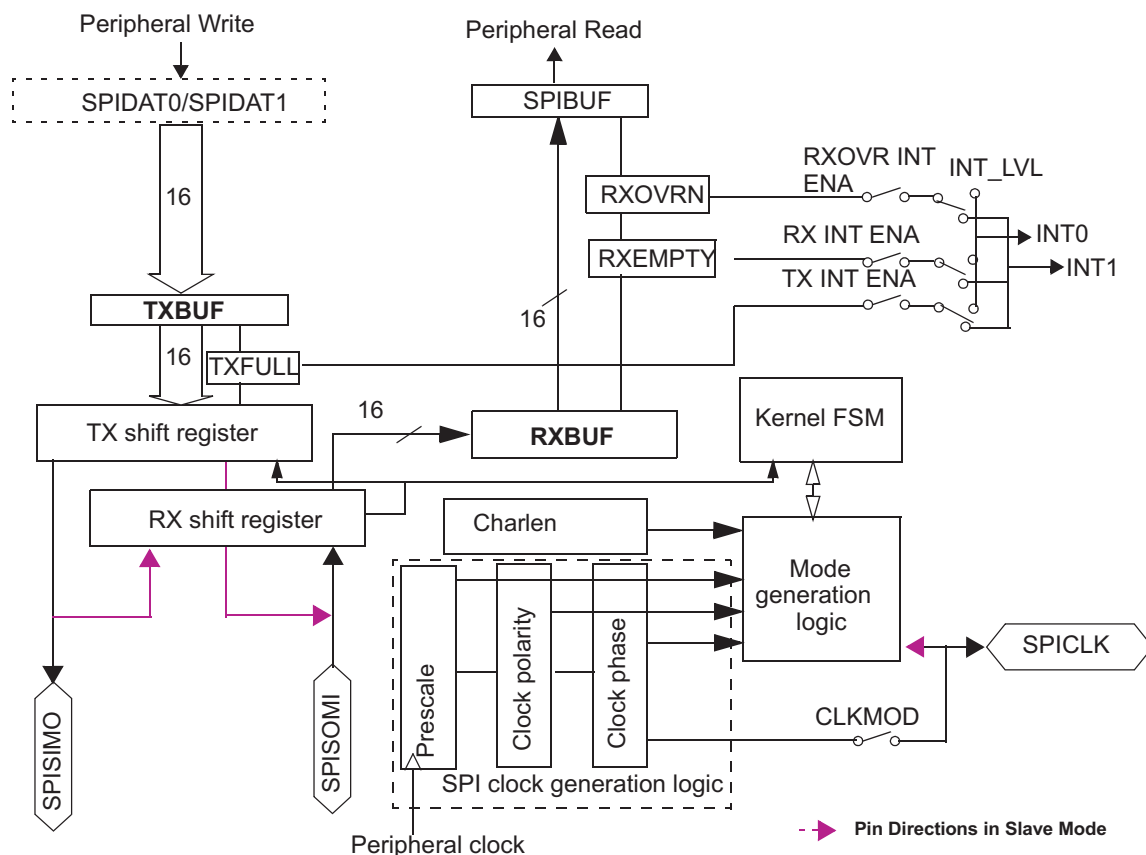 Peripheral Write
Peripheral Read
SPIDAT0/SPIDAT1
SPIBUF
RXOVR INT
ENA
INT_LVL
16
RXOVRN
INT0
RX INT ENA
RXEMPTY
INT1
TX INT ENA
TXBUF
16
16
TXFULL
16
Kernel FSM
TX shift register
RXBUF
RX shift register
Charlen
Mode
generation
logic
Prescale
Clock polarity
Clock phase
SPICLK
SPISIMO
SPISOMI
CLKMOD
SPI clock generation logic
Pin Directions in Slave Mode
Peripheral clock